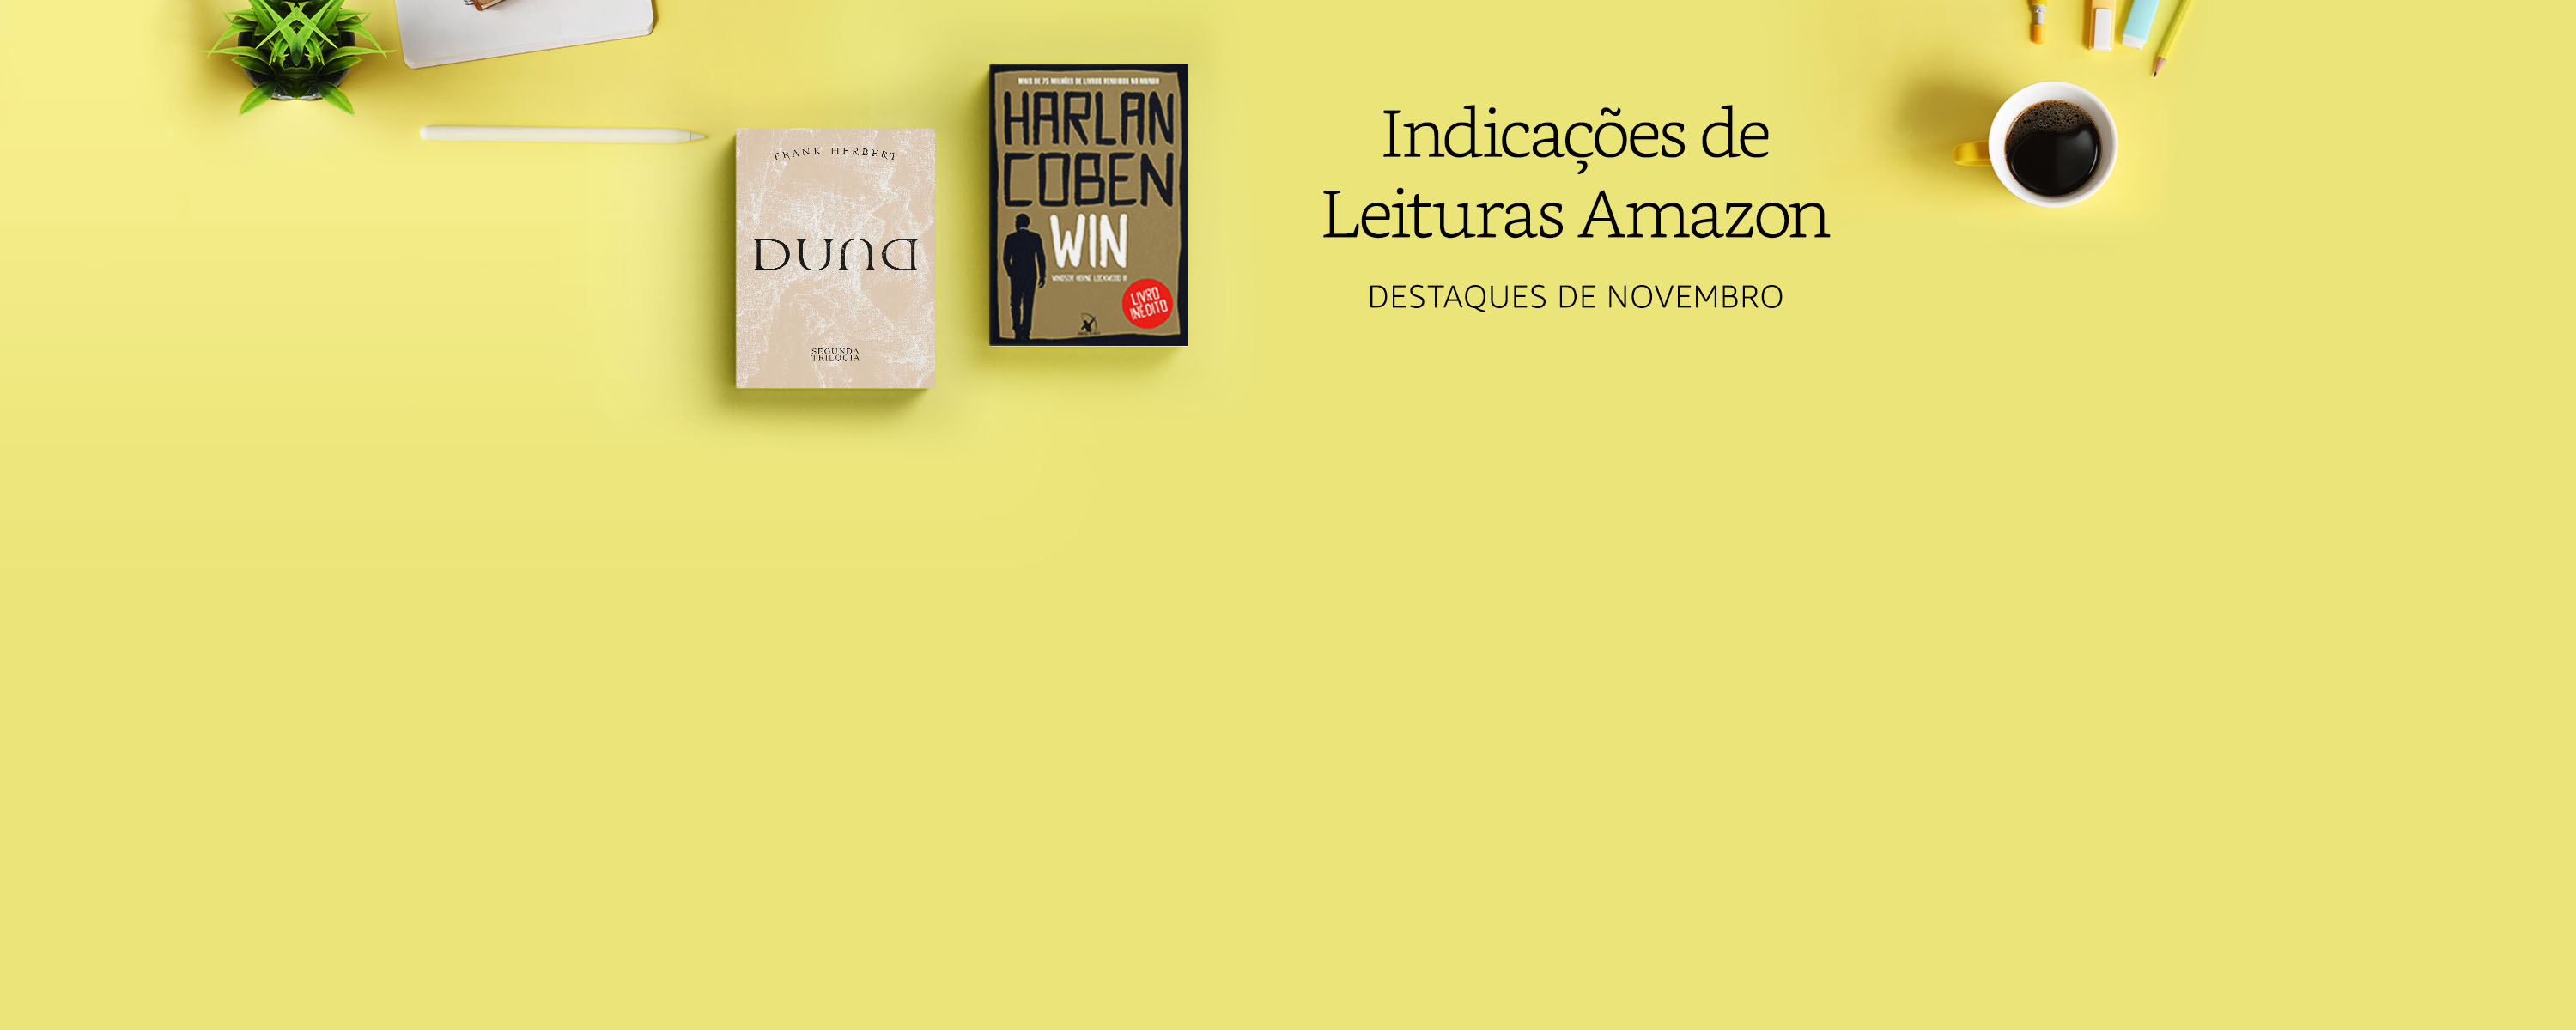 FRANK HERBERT
DUNA
SEGUNDA
TRILOGIA
MAIS DE 75 MILHÕES DE LIVROS VENDIDOS NO MUNDO
HARLAN
COBEN
WIN
WINDSOR HORNE LOCKWOOD III
LIVRO
INÉDITO
Indicações de
Leituras Amazon
DESTAQUES DE NOVEMBRO